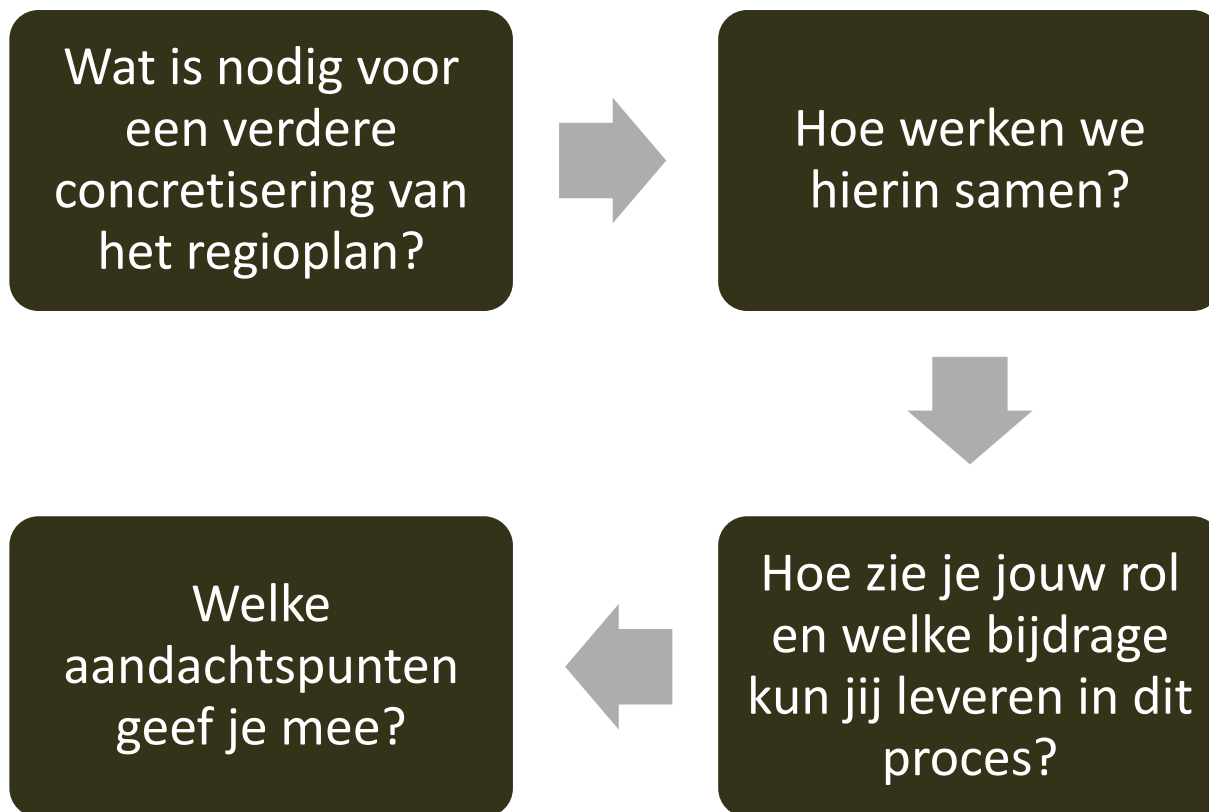 Wat is nodig voor
een verdere
concretisering van
het regioplan?
Hoe werken we
hierin samen?
Hoe zie je jouw rol
en welke bijdrage
kun jij leveren in dit
proces?
Welke
aandachtspunten
geef je mee?